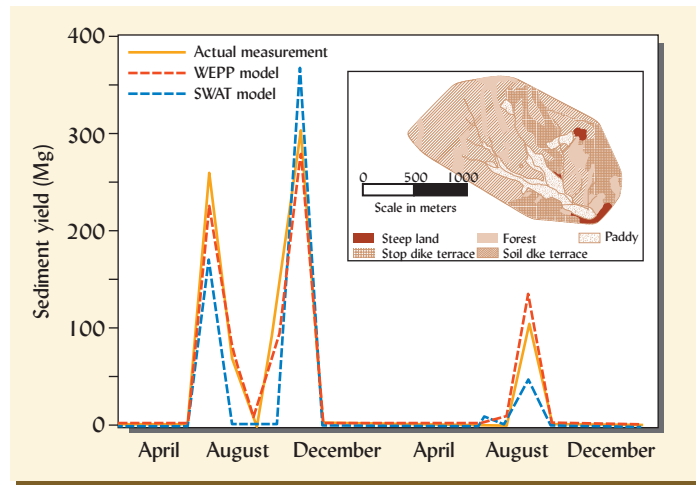 400
300
200
100
0
Sediment yield (Mg)
Actual measurement
WEPP model
SWAT model
0 500 1000
Scale in meters
Steep land
Forest
Paddy
Stop dike terrace
Soil dke terrace
April August December April August December